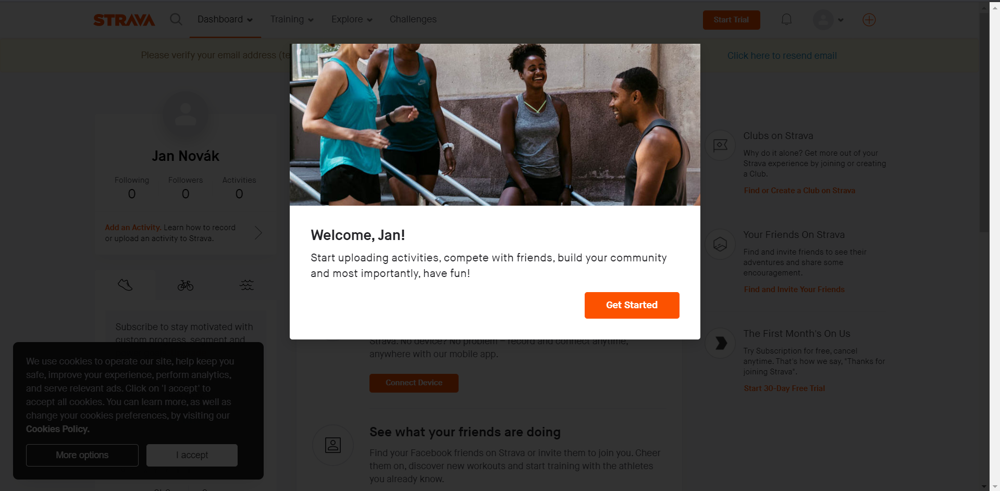 STRAVA
Dashboard
Training
Explore
Challenges
Start Trial
Please verify your email address (te
Click here to resend email
Jan Novák
Following
Followers
Activities
0
0
0
Add an Activity. Learn how to record
or upload an activity to Strava.
Subscribe to stay motivated with
custom progress, segment and
We use cookies to operate our site, help keep you
safe, improve your experience, perform analytics,
and serve relevant ads. Click on 'I accept' to
accept all cookies. You can learn more, as well as
change your cookies preferences, by visiting our
Cookies Policy.
More options
I accept
Welcome, Jan!
Start uploading activities, compete with friends, build your community
and most importantly, have fun!
Get Started
Strava. No device? No problem – record and connect anytime,
anywhere with our mobile app.
Connect Device
See what your friends are doing
Find your Facebook friends on Strava or invite them to join you. Cheer
them on, discover new workouts and start training with the athletes
you already know.
Clubs on Strava
Why do it alone? Get more out of your
Strava experience by joining or creating
a Club.
Find or Create a Club on Strava
Your Friends On Strava
Find and invite friends to see their
adventures and share some
encouragement.
Find and Invite Your Friends
The First Month's On Us
Try Subscription for free, cancel
anytime. That's how we say, "Thanks for
joining Strava".
Start 30-Day Free Trial